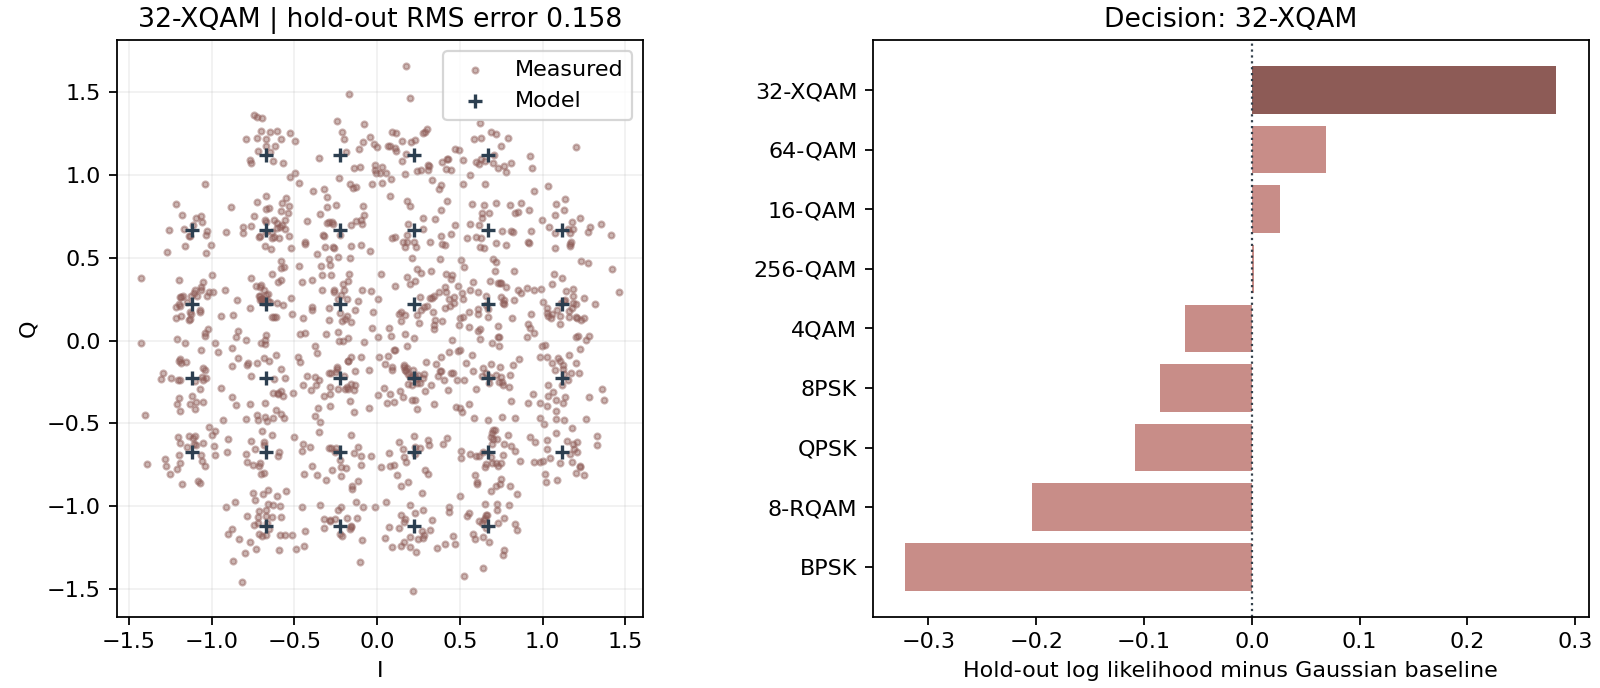 32-XQAM | hold-out RMS error 0.158
Measured
Model
1.5
1.0
0.5
0.0
−0.5
−1.0
−1.5
Q
−1.5
−1.0
−0.5
0.0
0.5
1.0
1.5
I
Decision: 32-XQAM
32-XQAM
64-QAM
16-QAM
256-QAM
4QAM
8PSK
QPSK
8-RQAM
BPSK
−0.3
−0.2
−0.1
0.0
0.1
0.2
0.3
Hold-out log likelihood minus Gaussian baseline